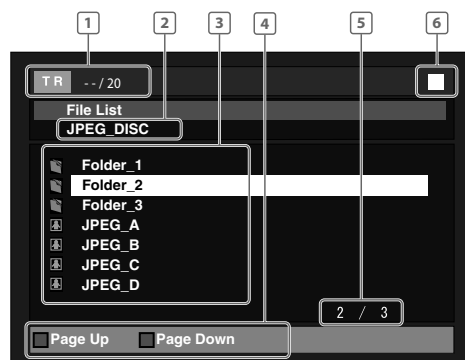 1 2 3 4 5 6
TR --/20
File List
JPEG_DISC
Folder_1
Folder_2
Folder_3
JPEG_A
JPEG_B
JPEG_C
JPEG_D
2 / 3
Page Up Page Down